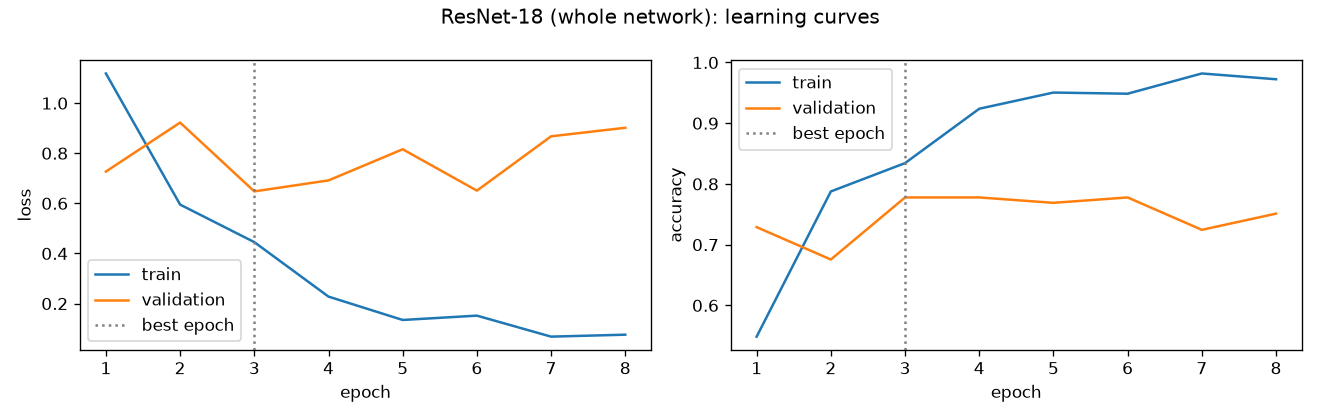 ResNet-18 (whole network): learning curves
loss
1.0
0.8
0.6
0.4
0.2
train
validation
best epoch
1 2 3 4 5 6 7 8
epoch
accuracy
1.0
0.9
0.8
0.7
0.6
train
validation
best epoch
1 2 3 4 5 6 7 8
epoch